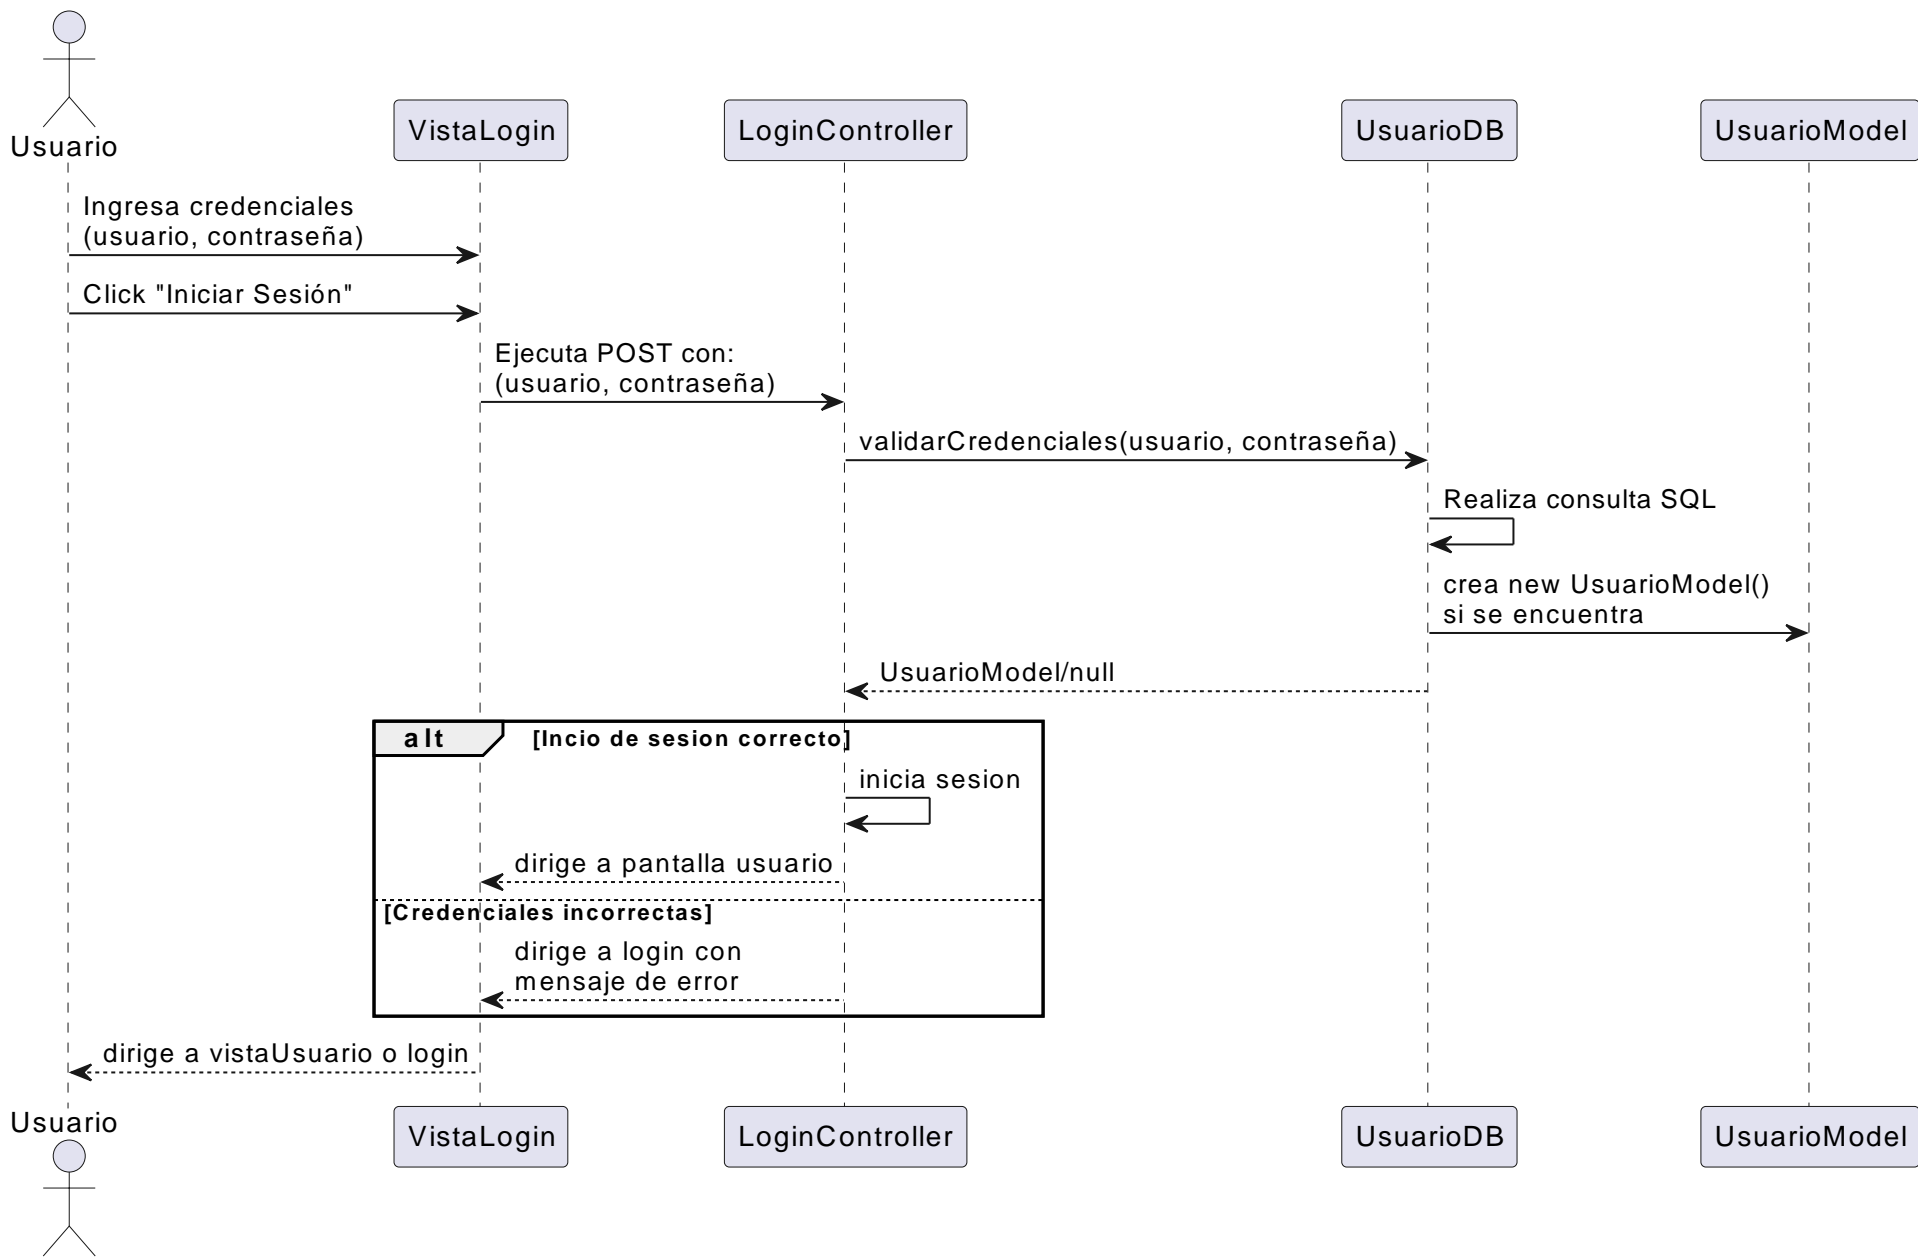 Usuario
VistaLogin
LoginController
UsuarioDB
UsuarioModel
Ingresa credenciales
(usuario, contraseña)
Click "Iniciar Sesión"
Ejecuta POST con:
(usuario, contraseña)
validarCredenciales(usuario, contraseña)
Realiza consulta SQL
crea new UsuarioModel()
si se encuentra
UsuarioModel/null
alt [Incio de sesion correcto]
inicia sesion
dirige a pantalla usuario
[Credenciales incorrectas]
dirige a login con
mensaje de error
dirige a vistaUsuario o login
Usuario
VistaLogin
LoginController
UsuarioDB
UsuarioModel